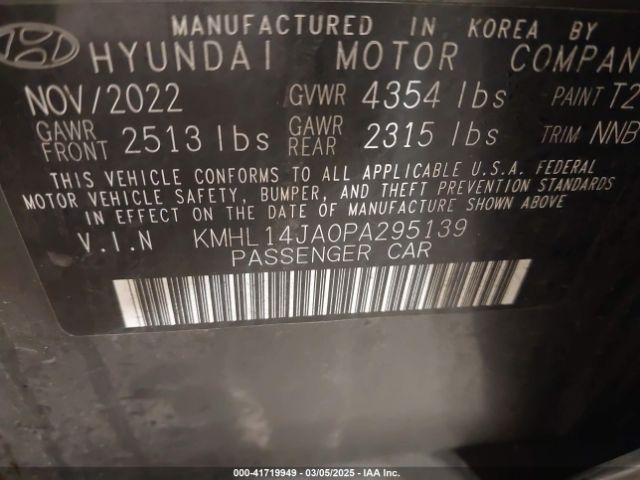 MANUFACTURED IN KOREA BY
HYUNDAI MOTOR COMPAN
NOV/2022 GVWR 4354 lbs PAINT T2
GAWR FRONT 2513 lbs GAWR REAR 2315 lbs TRIM NNB
THIS VEHICLE CONFORMS TO ALL APPLICABLE U.S.A. FEDERAL
MOTOR VEHICLE SAFETY, BUMPER, AND THEFT PREVENTION STANDARDS
IN EFFECT ON THE DATE OF MANUFACTURE SHOWN ABOVE
V.I.N KMHL14JA0PA295139
PASSENGER CAR
000-41719949 - 03/05/2025 - IAA Inc.